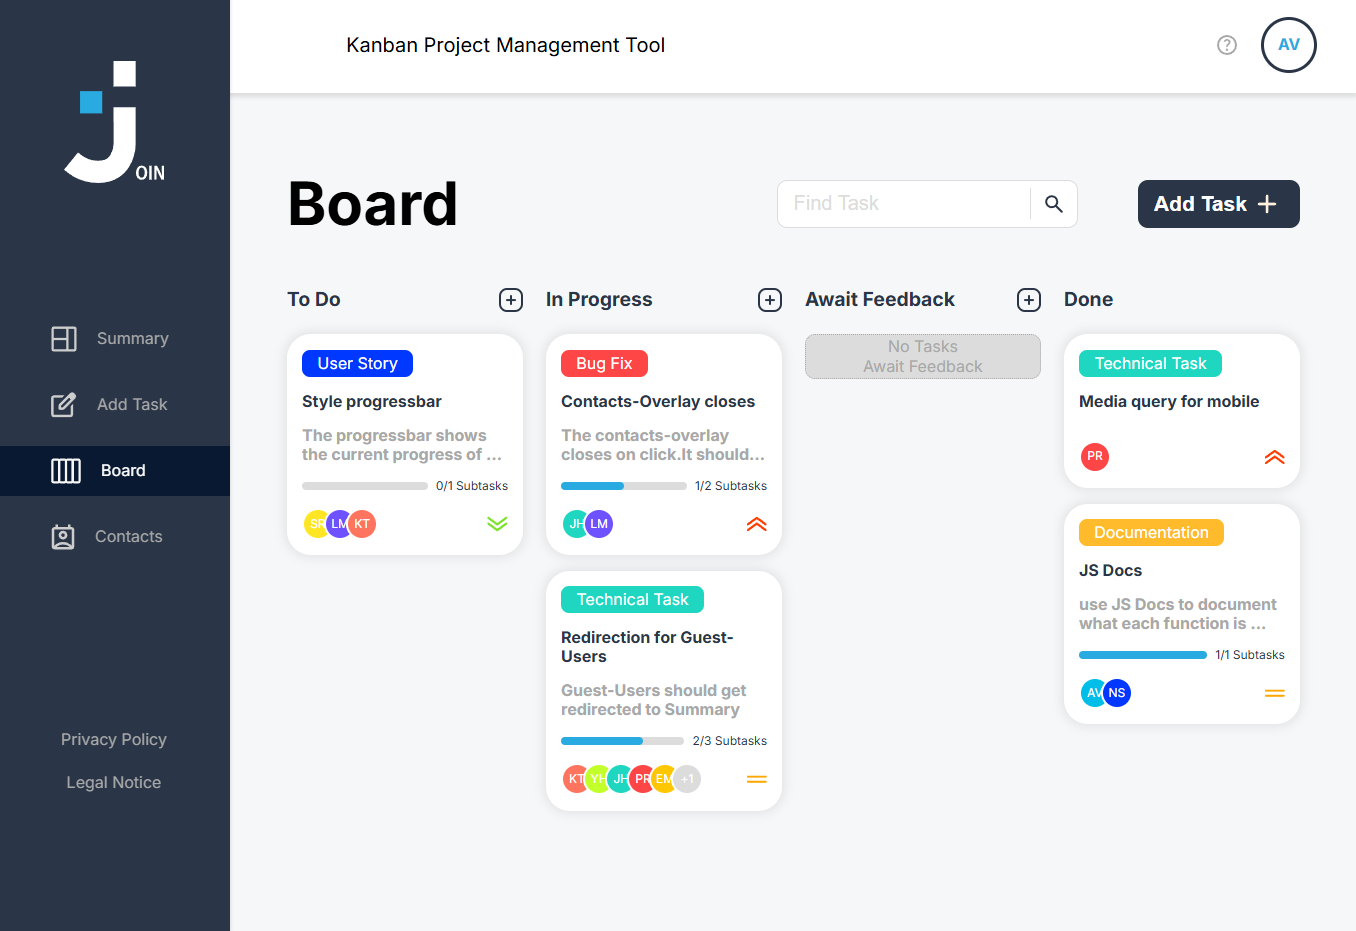 OIN
Summary
Add Task
Board
Contacts
Privacy Policy
Legal Notice
Kanban Project Management Tool
?
AV
Board
Find Task
Add Task +
To Do
User Story
Style progressbar
The progressbar shows
the current progress of ...
0/1 Subtasks
SR LM KT
In Progress
Bug Fix
Contacts-Overlay closes
The contacts-overlay
closes on click.It should...
1/2 Subtasks
JH LM
Technical Task
Redirection for Guest-
Users
Guest-Users should get
redirected to Summary
2/3 Subtasks
KT YH JH PR EM +1
Await Feedback
No Tasks
Await Feedback
Done
Technical Task
Media query for mobile
PR
Documentation
JS Docs
use JS Docs to document
what each function is ...
1/1 Subtasks
AV NS